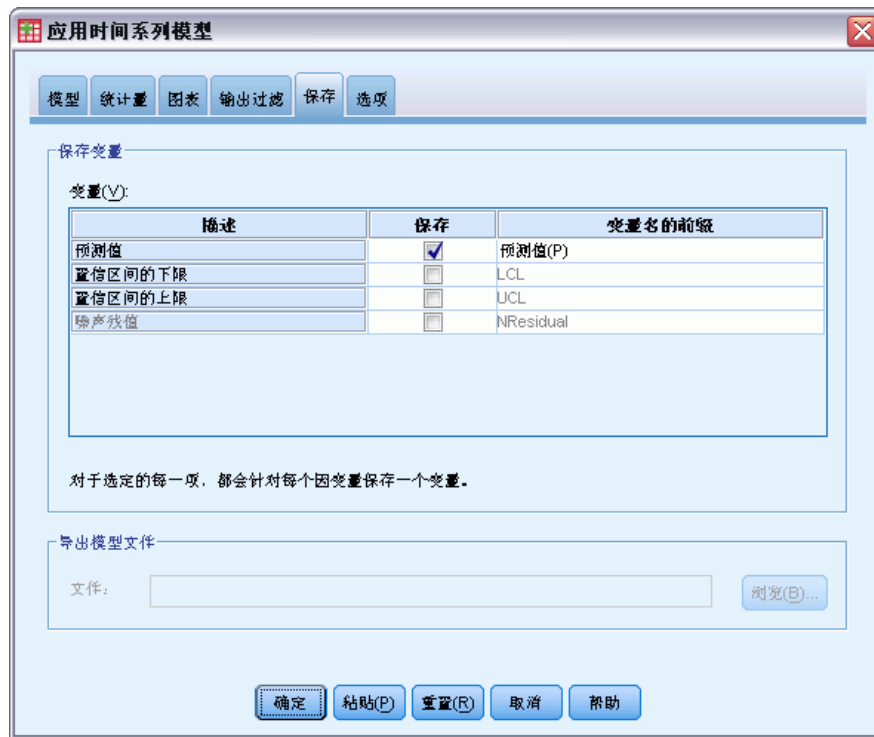 应用时间序列模型
模型 统计量 图表 输出过滤 保存 选项
保存变量
变量(V):
描述 保存 变量名的前缀
预测值 预测值(P)
置信区间的下限 LCL
置信区间的上限 UCL
噪声残值 NResidual
对于选定的每一项，都会针对每个因变量保存一个变量。
导出模型文件
文件：
浏览(B)...
确定 粘贴(P) 重置(R) 取消 帮助